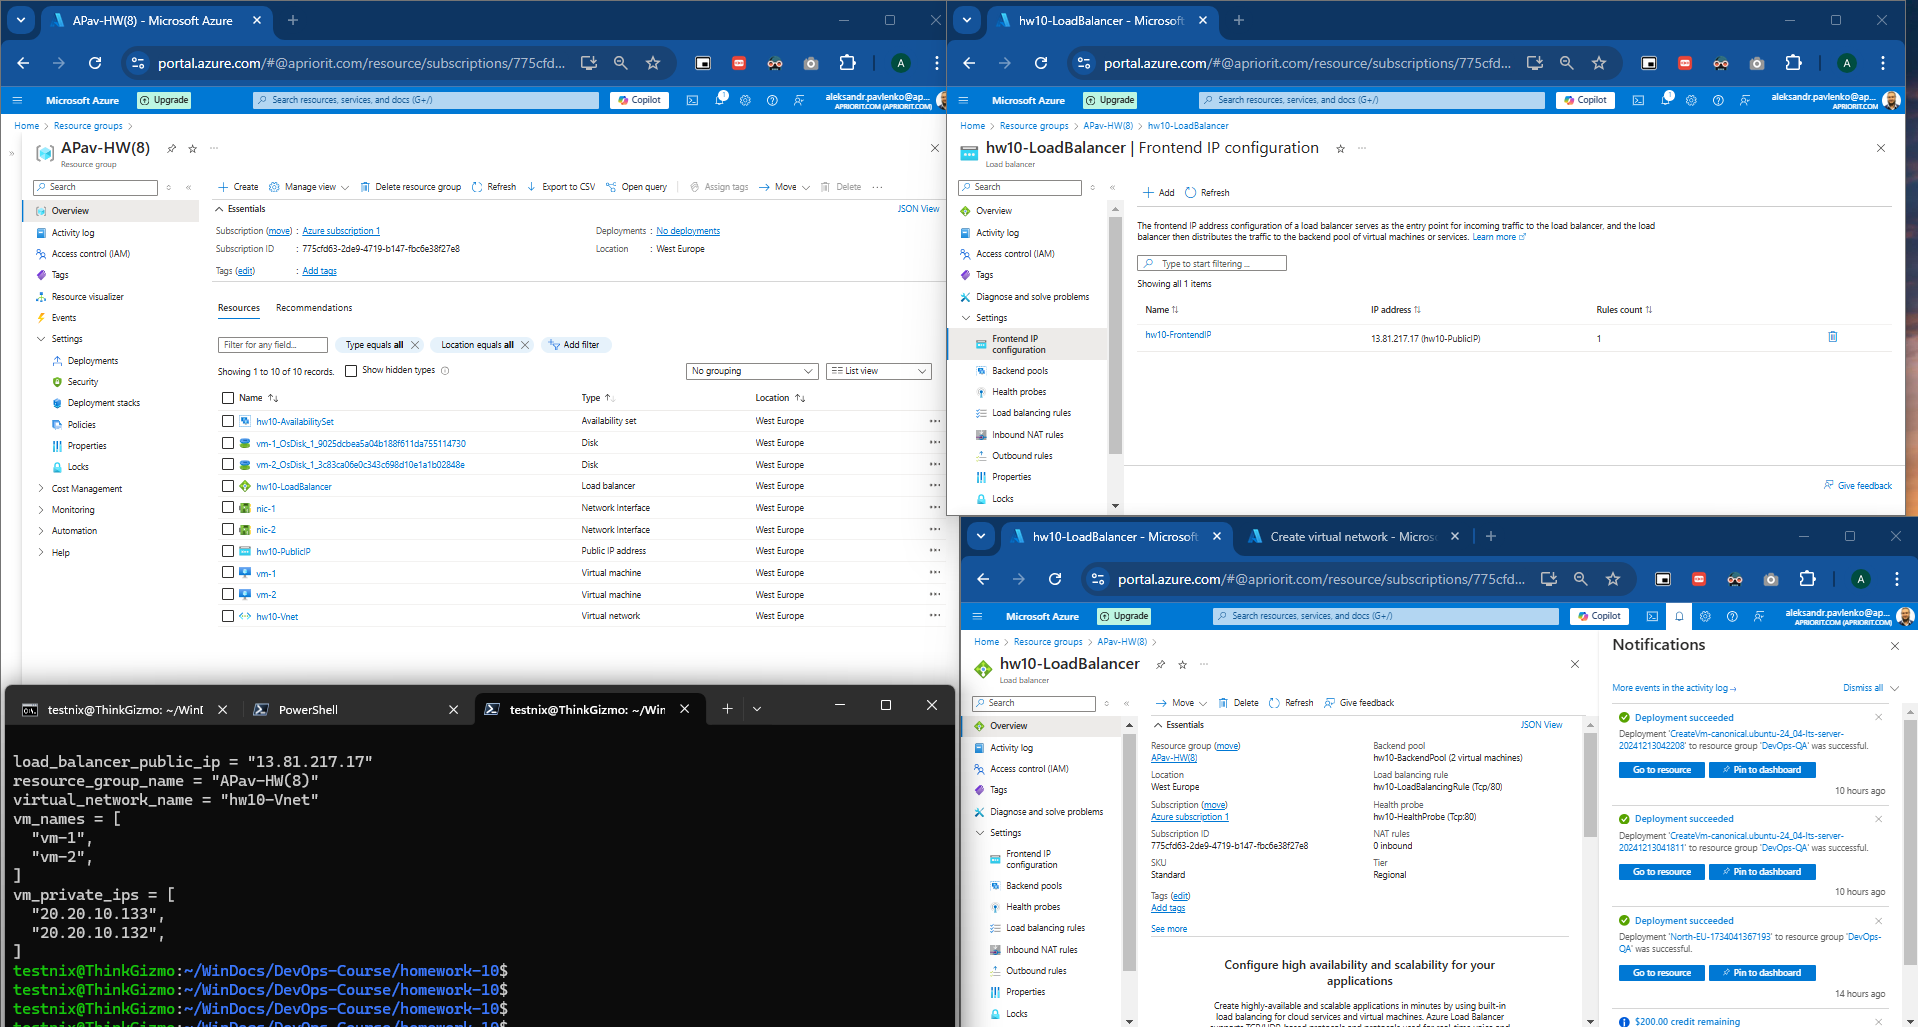 APav-HW(8) - Microsoft Azure
portal.azure.com/#@apriorit.com/resource/subscriptions/775cfd...
A
Microsoft Azure
Upgrade
Search resources, services, and docs (G+/)
Copilot
1
aleksandr.pavlenko@ap...
APRIORIT.COM (APRIORIT.COM)
Home > Resource groups >
APav-HW(8)
Resource group
Search
Create
Manage view
Delete resource group
Refresh
Export to CSV
Open query
Assign tags
Move
Delete
Overview
Activity log
Access control (IAM)
Tags
Resource visualizer
Events
Settings
Deployments
Security
Deployment stacks
Policies
Properties
Locks
Cost Management
Monitoring
Automation
Help
Essentials
JSON View
Subscription (move) : Azure subscription 1
Deployments : No deployments
Subscription ID : 775cfd63-2de9-4719-b147-fbc6e38f27e8
Location : West Europe
Tags (edit) : Add tags
Resources Recommendations
Filter for any field...
Type equals all
Location equals all
Add filter
Showing 1 to 10 of 10 records.
Show hidden types
No grouping
List view
Name Type Location
hw10-AvailabilitySet Availability set West Europe
vm-1_OsDisk_1_9025dcbea5a04b188f611da755114730 Disk West Europe
vm-2_OsDisk_1_3c83ca06e0c343c698d10e1a1b02848e Disk West Europe
hw10-LoadBalancer Load balancer West Europe
nic-1 Network Interface West Europe
nic-2 Network Interface West Europe
hw10-PublicIP Public IP address West Europe
vm-1 Virtual machine West Europe
vm-2 Virtual machine West Europe
hw10-Vnet Virtual network West Europe
testnix@ThinkGizmo: ~/WinD
PowerShell
testnix@ThinkGizmo: ~/Win
load_balancer_public_ip = "13.81.217.17"
resource_group_name = "APav-HW(8)"
virtual_network_name = "hw10-Vnet"
vm_names = [
"vm-1",
"vm-2",
]
vm_private_ips = [
"20.20.10.133",
"20.20.10.132",
]
testnix@ThinkGizmo:~/WinDocs/DevOps-Course/homework-10$
testnix@ThinkGizmo:~/WinDocs/DevOps-Course/homework-10$
testnix@ThinkGizmo:~/WinDocs/DevOps-Course/homework-10$
testnix@ThinkGizmo:~/WinDocs/DevOps-Course/homework-10$
hw10-LoadBalancer - Microsoft
portal.azure.com/#@apriorit.com/resource/subscriptions/775cfd...
A
Microsoft Azure
Upgrade
Search resources, services, and docs (G+/)
Copilot
1
aleksandr.pavlenko@ap...
APRIORIT.COM
Home > Resource groups > APav-HW(8) > hw10-LoadBalancer
hw10-LoadBalancer | Frontend IP configuration
Load balancer
Search
Add
Refresh
Overview
Activity log
Access control (IAM)
Tags
Diagnose and solve problems
Settings
Frontend IP
configuration
Backend pools
Health probes
Load balancing rules
Inbound NAT rules
Outbound rules
Properties
Locks
The frontend IP address configuration of a load balancer serves as the entry point for incoming traffic to the load balancer, and the load
balancer then distributes the traffic to the backend pool of virtual machines or services. Learn more
Type to start filtering ...
Showing all 1 items
Name IP address Rules count
hw10-FrontendIP 13.81.217.17 (hw10-PublicIP) 1
Give feedback
hw10-LoadBalancer - Microsoft
Create virtual network - Micros
portal.azure.com/#@apriorit.com/resource/subscriptions/775cfd...
A
Microsoft Azure
Upgrade
Search resources, services, and docs (G+/)
Copilot
aleksandr.pavlenko@ap...
APRIORIT.COM (APRIORIT.COM)
Home > Resource groups > APav-HW(8) >
hw10-LoadBalancer
Load balancer
Search
Move
Delete
Refresh
Give feedback
Overview
Activity log
Access control (IAM)
Tags
Diagnose and solve problems
Settings
Frontend IP
configuration
Backend pools
Health probes
Load balancing rules
Inbound NAT rules
Outbound rules
Properties
Locks
Essentials
JSON View
Resource group (move)
APav-HW(8)
Location
West Europe
Subscription (move)
Azure subscription 1
Subscription ID
775cfd63-2de9-4719-b147-fbc6e38f27e8
SKU
Standard
Tags (edit)
Add tags
See more
Backend pool
hw10-BackendPool (2 virtual machines)
Load balancing rule
hw10-LoadBalancingRule (Tcp/80)
Health probe
hw10-HealthProbe (Tcp:80)
NAT rules
0 inbound
Tier
Regional
Configure high availability and scalability for your
applications
Create highly-available and scalable applications in minutes by using built-in
load balancing for cloud services and virtual machines. Azure Load Balancer
supports TCP/UDP-based protocols and protocols used for real-time voice and
Notifications
More events in the activity log →
Dismiss all
Deployment succeeded
Deployment 'CreateVm-canonical.ubuntu-24_04-lts-server-
20241213042208' to resource group 'DevOps-QA' was successful.
Go to resource
Pin to dashboard
10 hours ago
Deployment succeeded
Deployment 'CreateVm-canonical.ubuntu-24_04-lts-server-
20241213041811' to resource group 'DevOps-QA' was successful.
Go to resource
Pin to dashboard
10 hours ago
Deployment succeeded
Deployment 'North-EU-1734041367193' to resource group 'DevOps-
QA' was successful.
Go to resource
Pin to dashboard
14 hours ago
$200.00 credit remaining